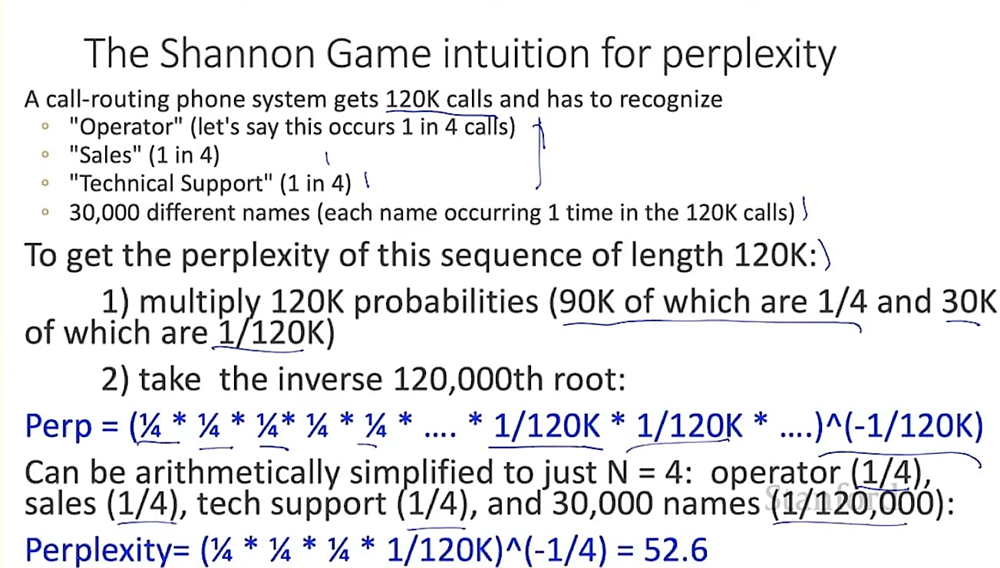 The Shannon Game intuition for perplexity
A call-routing phone system gets 120K calls and has to recognize
◦ "Operator" (let's say this occurs 1 in 4 calls)
◦ "Sales" (1 in 4)
◦ "Technical Support" (1 in 4)
◦ 30,000 different names (each name occurring 1 time in the 120K calls)
To get the perplexity of this sequence of length 120K:
1) multiply 120K probabilities (90K of which are 1/4 and 30K
of which are 1/120K)
2) take the inverse 120,000th root:
Perp = (¼ * ¼ * ¼* ¼ * ¼ * .... * 1/120K * 1/120K * ....)^(-1/120K)
Can be arithmetically simplified to just N = 4: operator (1/4),
sales (1/4), tech support (1/4), and 30,000 names (1/120,000):
Stanford
Perplexity= (¼ * ¼ * ¼ * 1/120K)^(-1/4) = 52.6